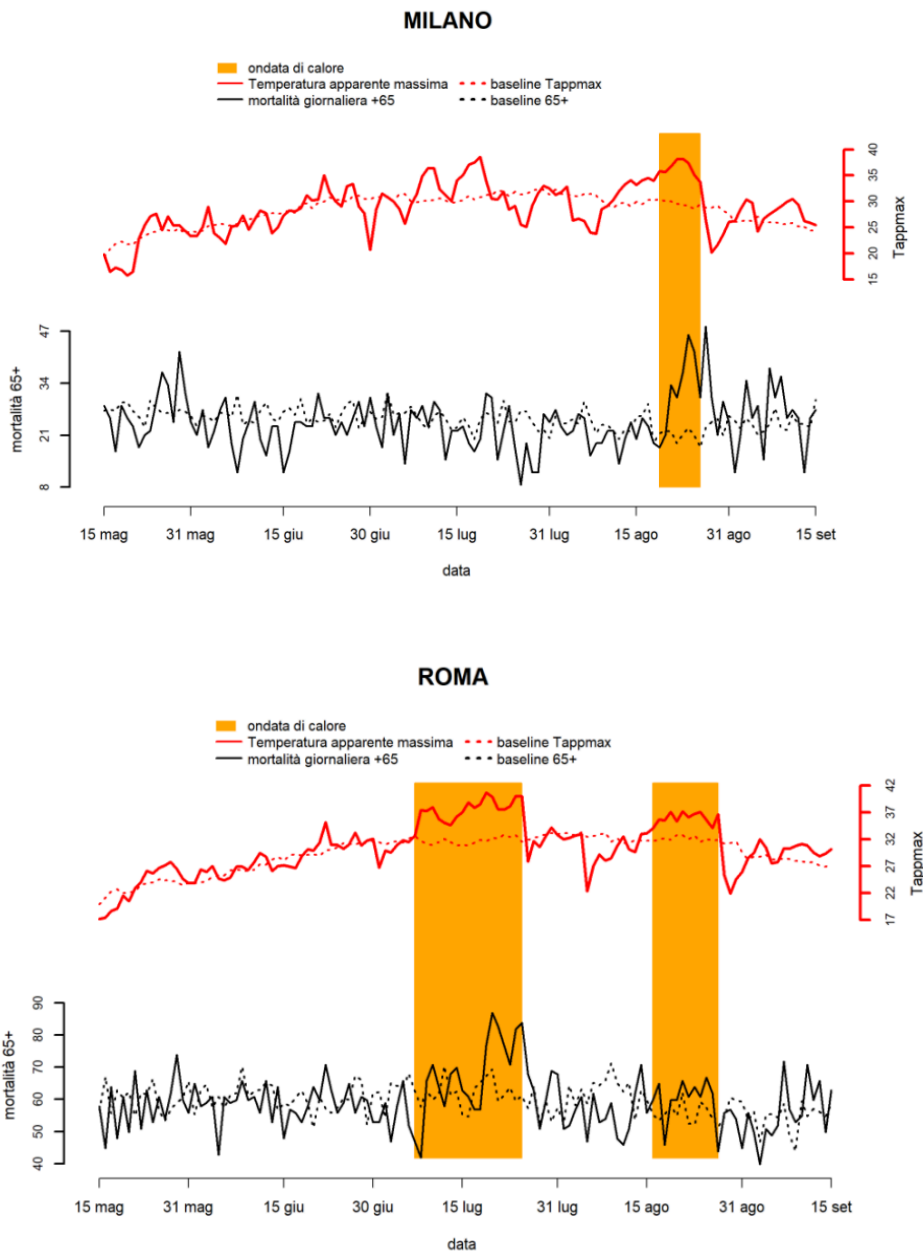 MILANO
ondata di calore
Temperatura apparente massima baseline Tappmax
mortalità giornaliera +65 baseline 65+
40
35
30
25
20
15
Tappmax
47
34
21
8
mortalità 65+
15 mag 31 mag 15 giu 30 giu 15 lug 31 lug 15 ago 31 ago 15 set
data
ROMA
ondata di calore
Temperatura apparente massima baseline Tappmax
mortalità giornaliera +65 baseline 65+
42
37
32
27
22
17
Tappmax
90
80
70
60
50
40
mortalità 65+
15 mag 31 mag 15 giu 30 giu 15 lug 31 lug 15 ago 31 ago 15 set
data